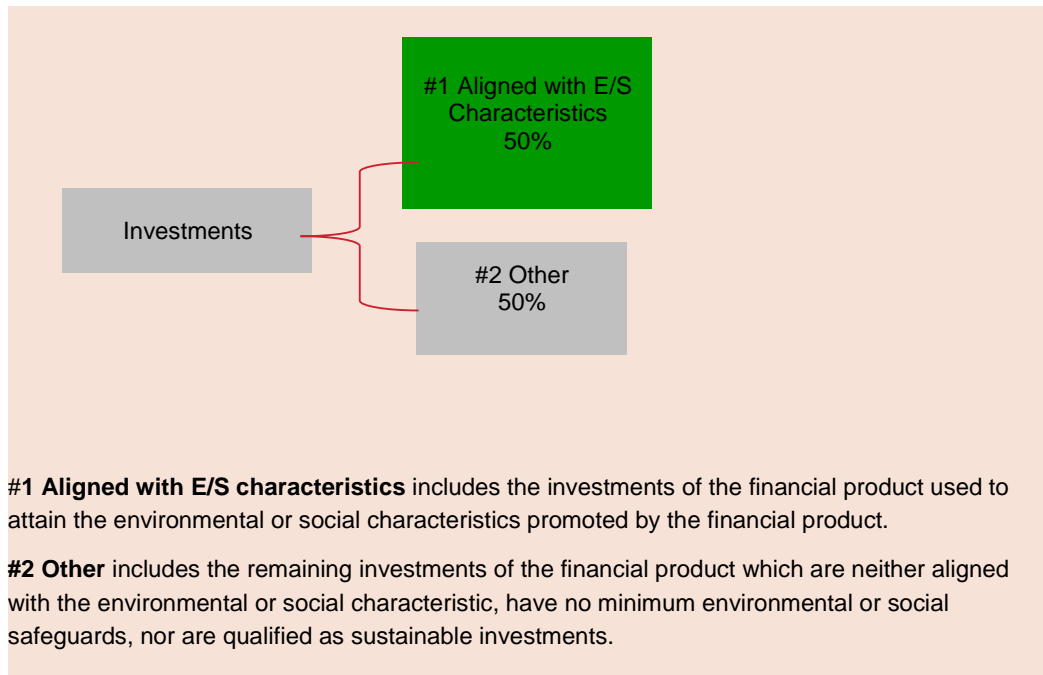 #1 Aligned with E/S
Characteristics
50%
Investments
#2 Other
50%
#1 Aligned with E/S characteristics includes the investments of the financial product used to
attain the environmental or social characteristics promoted by the financial product.
#2 Other includes the remaining investments of the financial product which are neither aligned
with the environmental or social characteristic, have no minimum environmental or social
safeguards, nor are qualified as sustainable investments.